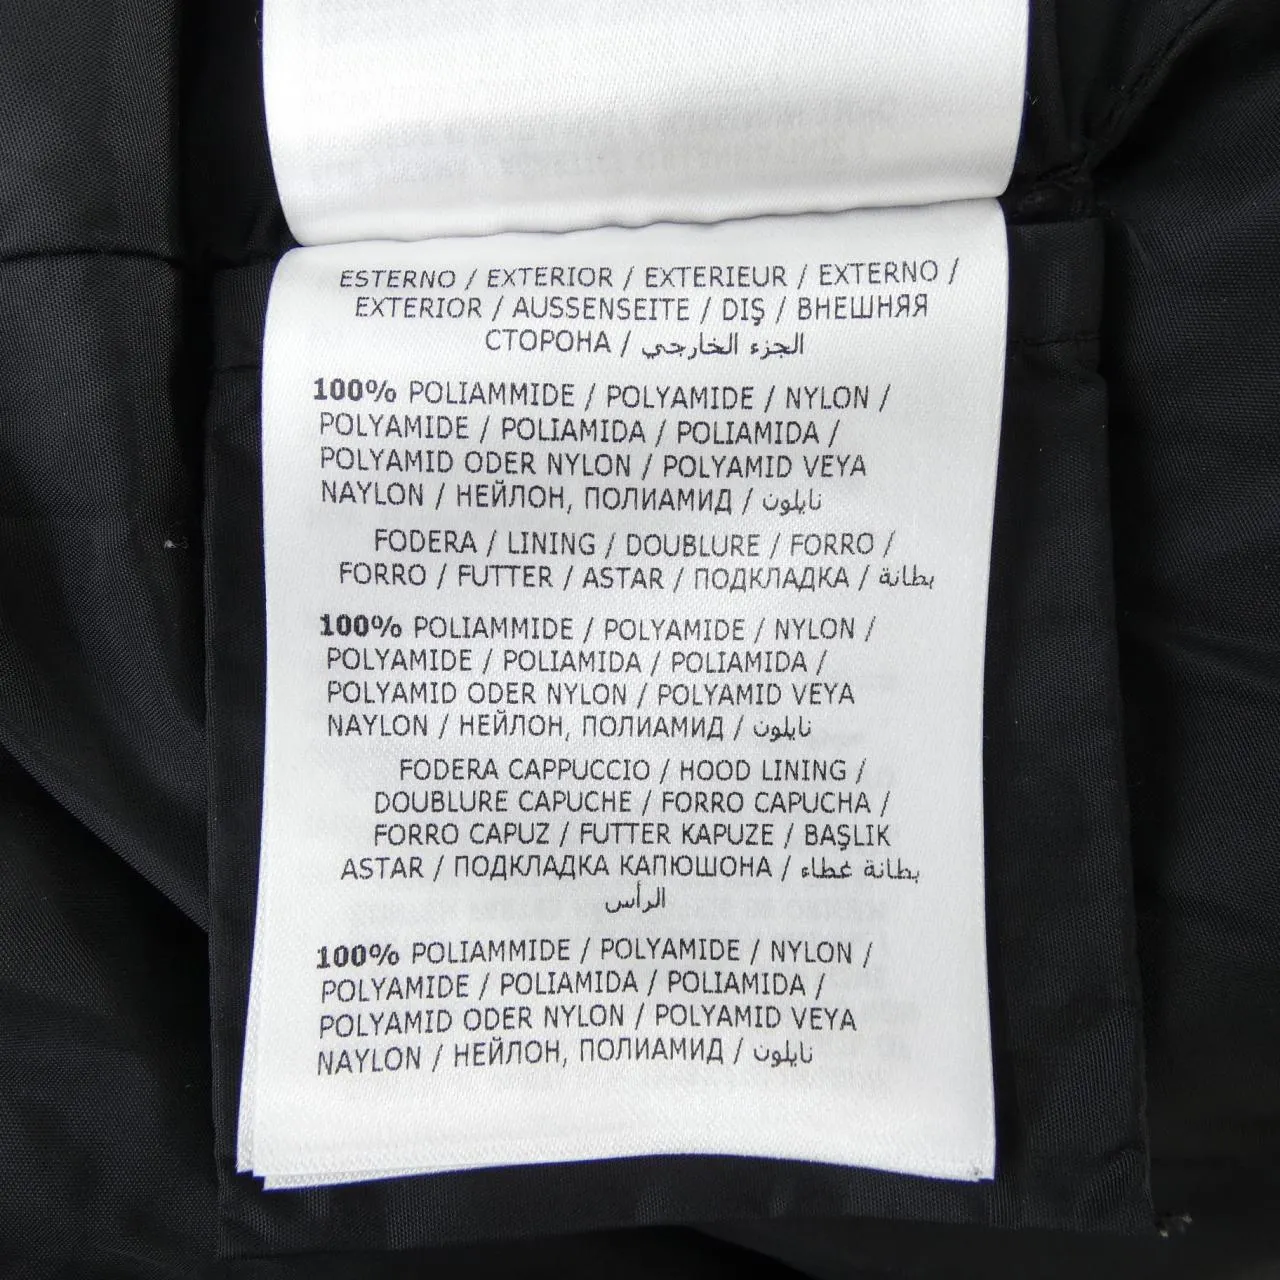 ESTERNO / EXTERIOR / EXTERIEUR / EXTERNO /
EXTERIOR / AUSSENSEITE / DIŞ / ВНЕШНЯЯ
СТОРОНА / الجزء الخارجي
100% POLIAMMIDE / POLYAMIDE / NYLON /
POLYAMIDE / POLIAMIDA / POLIAMIDA /
POLYAMID ODER NYLON / POLYAMID VEYA
NAYLON / НЕЙЛОН, ПОЛИАМИД / نايلون
FODERA / LINING / DOUBLURE / FORRO /
FORRO / FUTTER / ASTAR / ПОДКЛАДКА / بطانة
100% POLIAMMIDE / POLYAMIDE / NYLON /
POLYAMIDE / POLIAMIDA / POLIAMIDA /
POLYAMID ODER NYLON / POLYAMID VEYA
NAYLON / НЕЙЛОН, ПОЛИАМИД / نايلون
FODERA CAPPUCCIO / HOOD LINING /
DOUBLURE CAPUCHE / FORRO CAPUCHA /
FORRO CAPUZ / FUTTER KAPUZE / BAŞLIK
ASTAR / ПОДКЛАДКА КАПЮШОНА / بطانة غطاء
الرأس
100% POLIAMMIDE / POLYAMIDE / NYLON /
POLYAMIDE / POLIAMIDA / POLIAMIDA /
POLYAMID ODER NYLON / POLYAMID VEYA
NAYLON / НЕЙЛОН, ПОЛИАМИД / نايلون